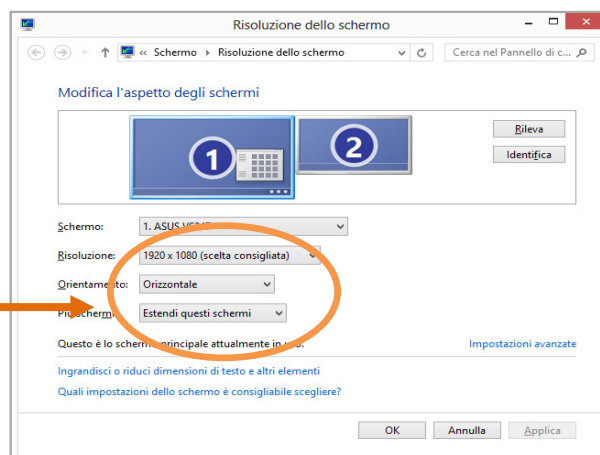 Risoluzione dello schermo
« Schermo Risoluzione dello schermo
Cerca nel Pannello di c...
Modifica l'aspetto degli schermi
1
2
Rileva
Identifica
Schermo: 1. ASUS
Risoluzione: 1920 x 1080 (scelta consigliata)
Orientamento: Orizzontale
Più schermi: Estendi questi schermi
Questo è lo schermo principale attualmente in uso.
Impostazioni avanzate
Ingrandisci o riduci dimensioni di testo e altri elementi
Quali impostazioni dello schermo è consigliabile scegliere?
OK Annulla Applica